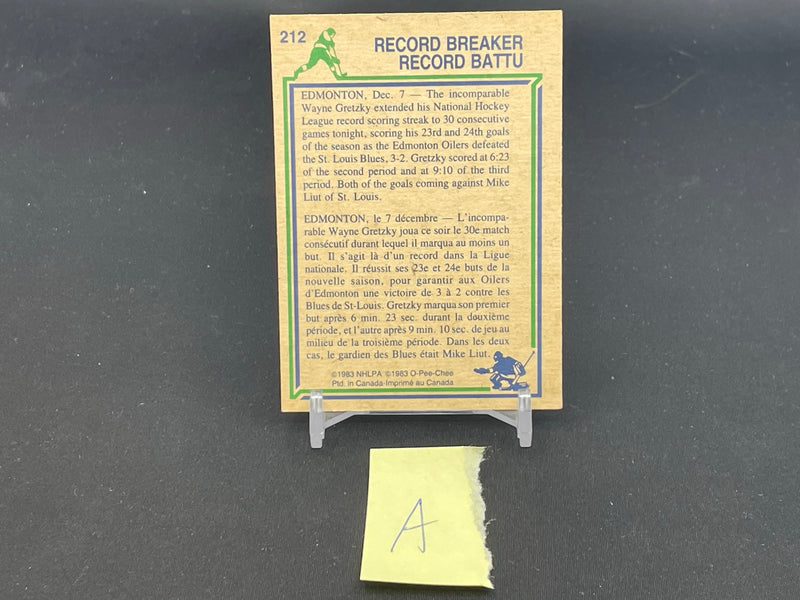 212
RECORD BREAKER
RECORD BATTU
EDMONTON, Dec. 7 — The incomparable
Wayne Gretzky extended his National Hockey
League record scoring streak to 30 consecutive
games tonight, scoring his 23rd and 24th goals
of the season as the Edmonton Oilers defeated
the St. Louis Blues, 3-2. Gretzky scored at 6:23
of the second period and at 9:10 of the third
period. Both of the goals coming against Mike
Liut of St. Louis.
EDMONTON, le 7 décembre — L'incompa-
rable Wayne Gretzky joua ce soir le 30e match
consécutif durant lequel il marqua au moins un
but. Il s'agit là d'un record dans la Ligue
nationale. Il réussit ses 23e et 24e buts de la
nouvelle saison, pour garantir aux Oilers
d'Edmonton une victoire de 3 à 2 contre les
Blues de St-Louis. Gretzky marqua son premier
but après 6 min. 23 sec. durant la douxième
période, et l'autre après 9 min. 10 sec. de jeu au
milieu de la troisième période. Dans les deux
cas, le gardien des Blues était Mike Liut.
©1983 NHLPA ©1983 O-Pee-Chee
Ptd. in Canada-Imprimé au Canada
A